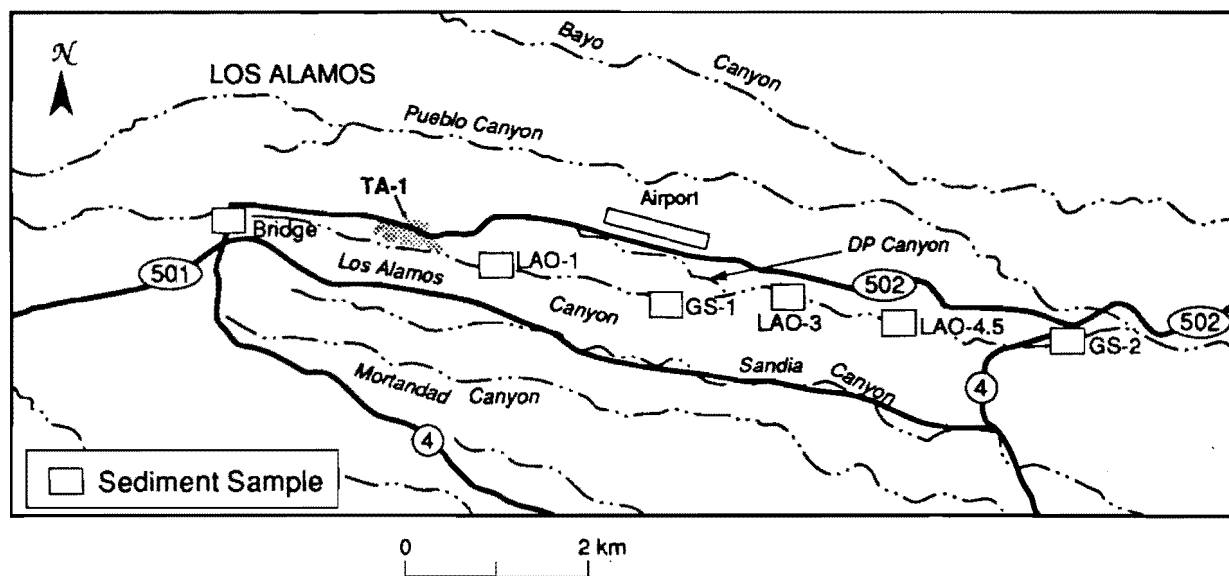 N
LOS ALAMOS
Bayo
Canyon
Pueblo Canyon
TA-1
Airport
Bridge
DP Canyon
501
Los Alamos
LAO-1
Canyon
GS-1
LAO-3
502
LAO-4.5
502
GS-2
Sandia
Canyon
Mortandad Canyon
4
4
Sediment Sample
0 2 km